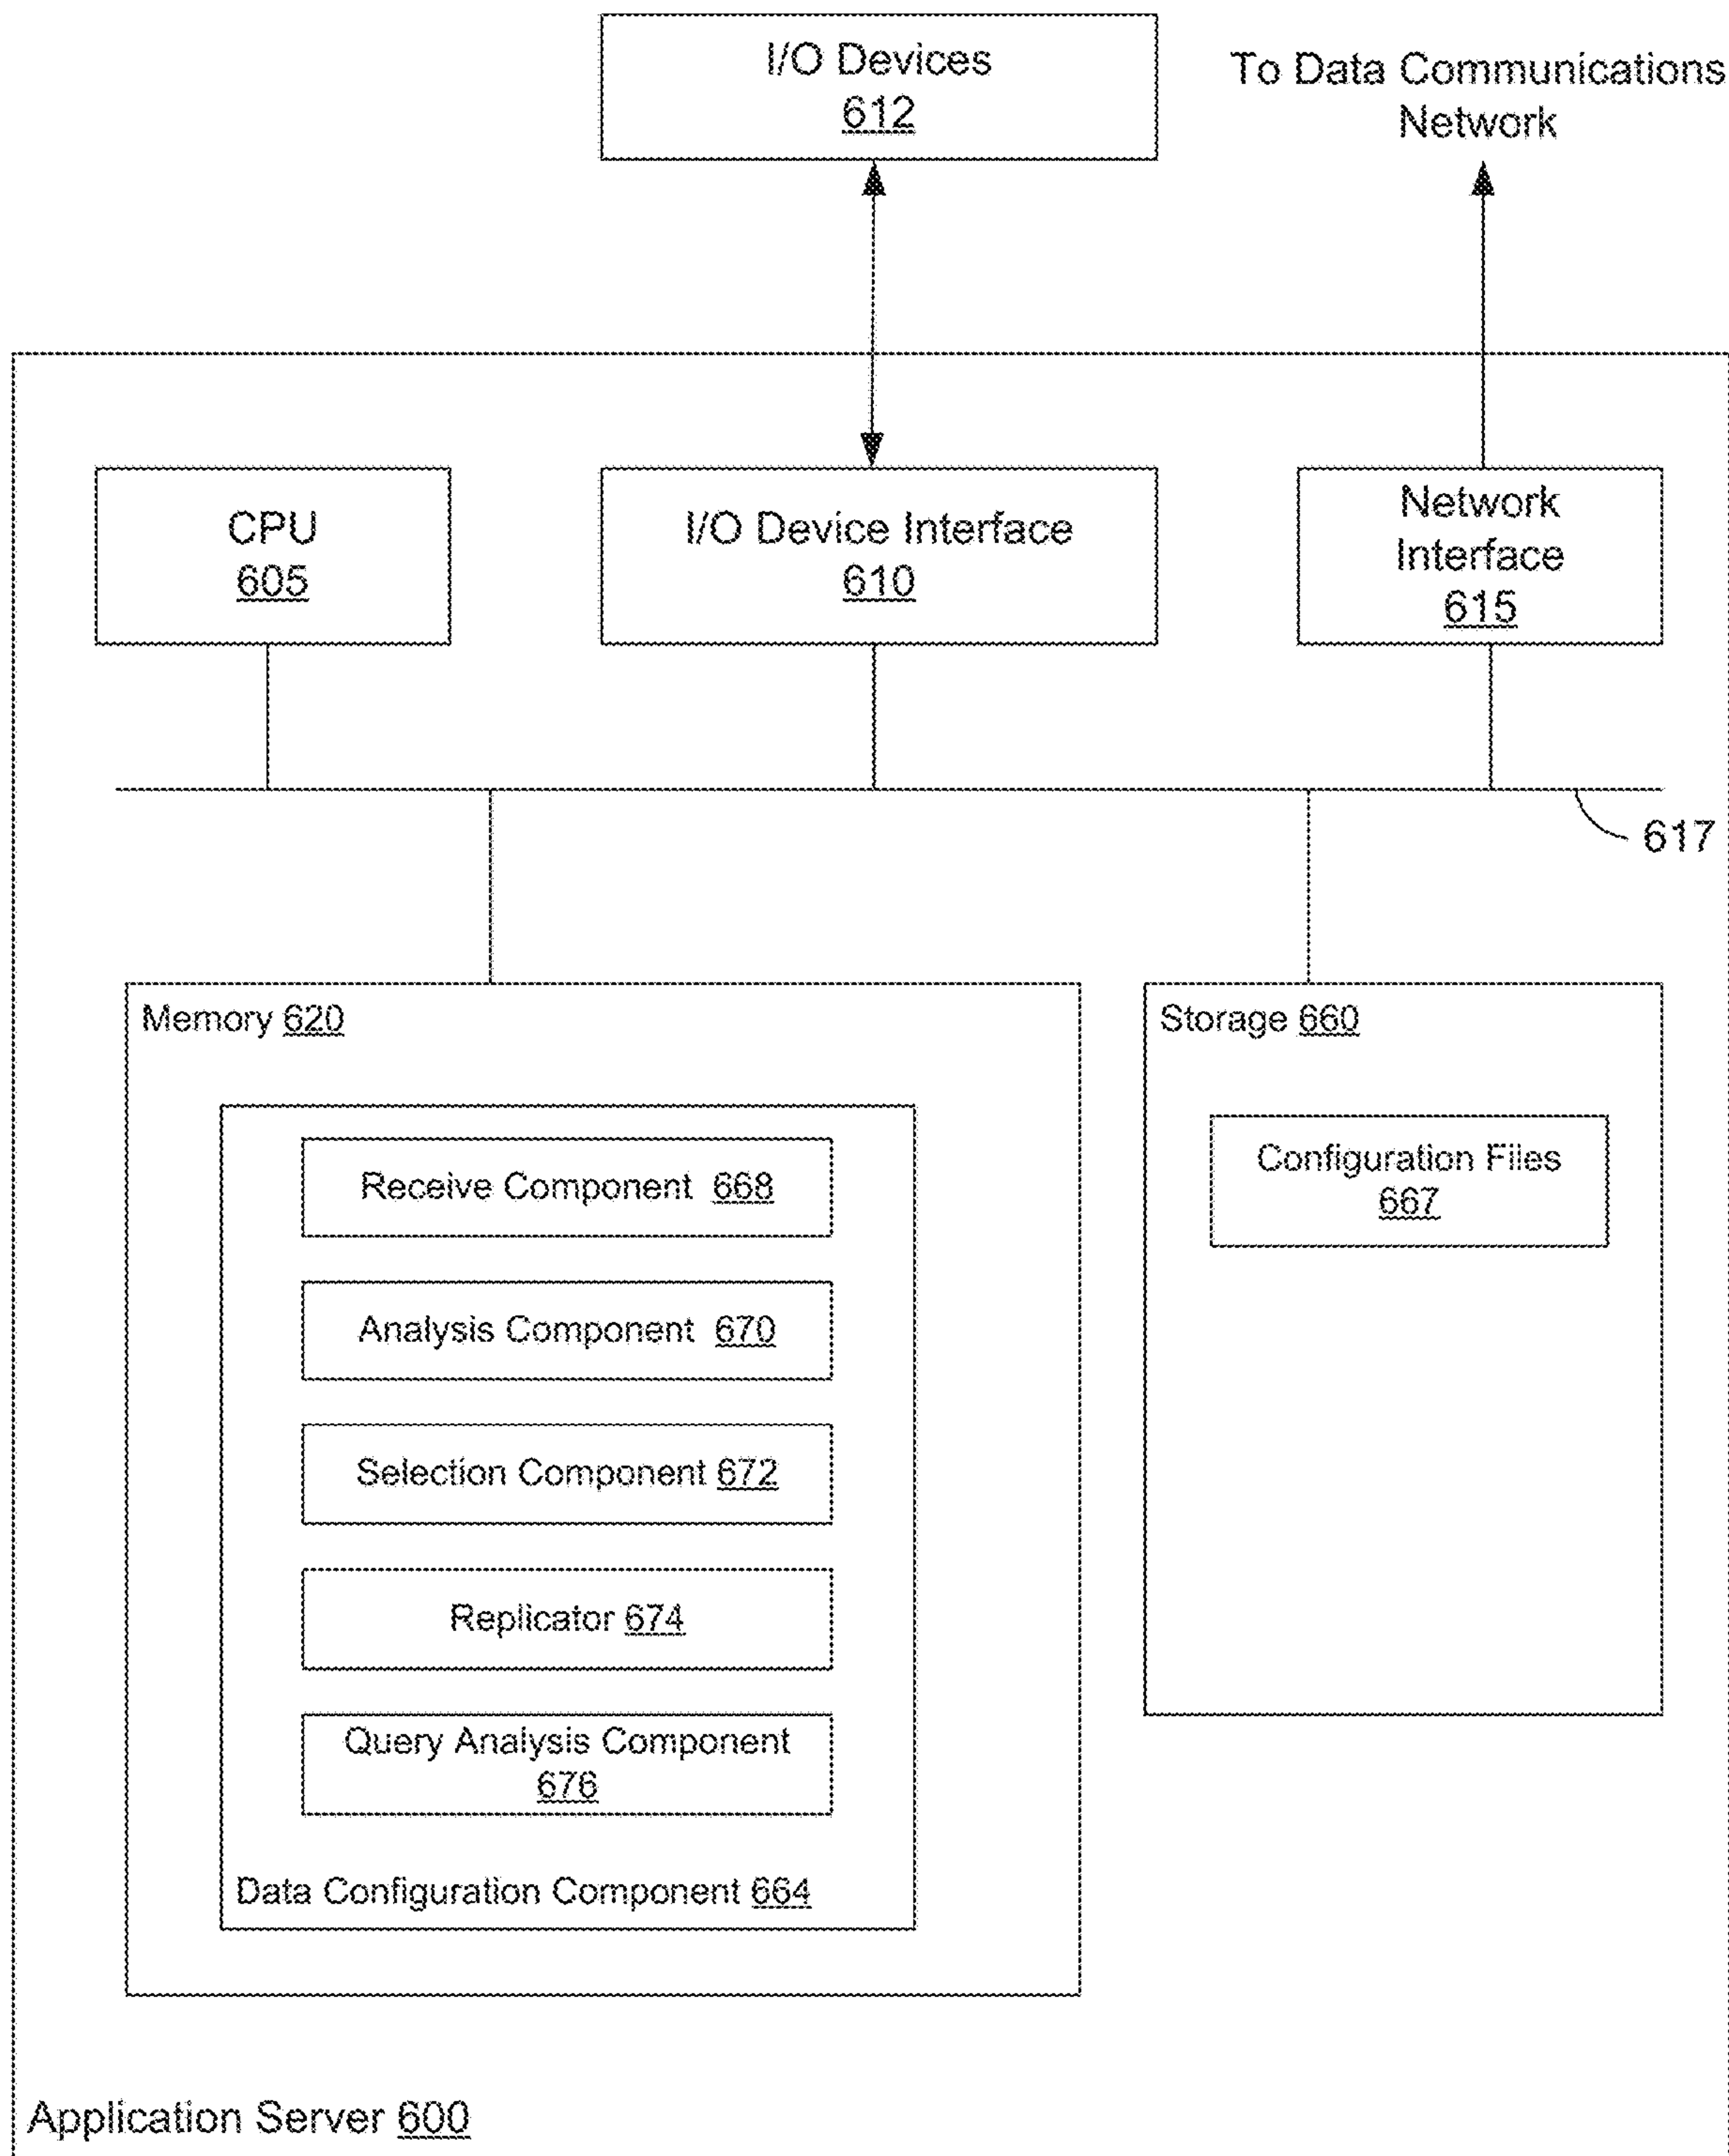 I/O Devices
612
To Data Communications
Network
CPU
605
I/O Device Interface
610
Network
Interface
615
617
Memory 620
Receive Component 668
Analysis Component 670
Selection Component 672
Replicator 674
Query Analysis Component
676
Data Configuration Component 664
Storage 660
Configuration Files
667
Application Server 600